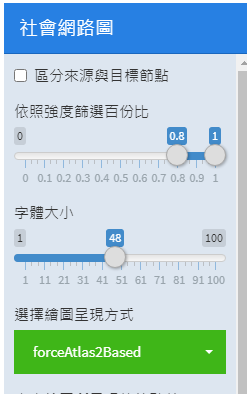 社會網路圖
區分來源與目標節點
依照強度篩選百份比
0 0.8 1
0 0.1 0.2 0.3 0.4 0.5 0.6 0.7 0.8 0.9 1
字體大小
1 48 100
1 11 21 31 41 51 61 71 81 91 100
選擇繪圖呈現方式
forceAtlas2Based